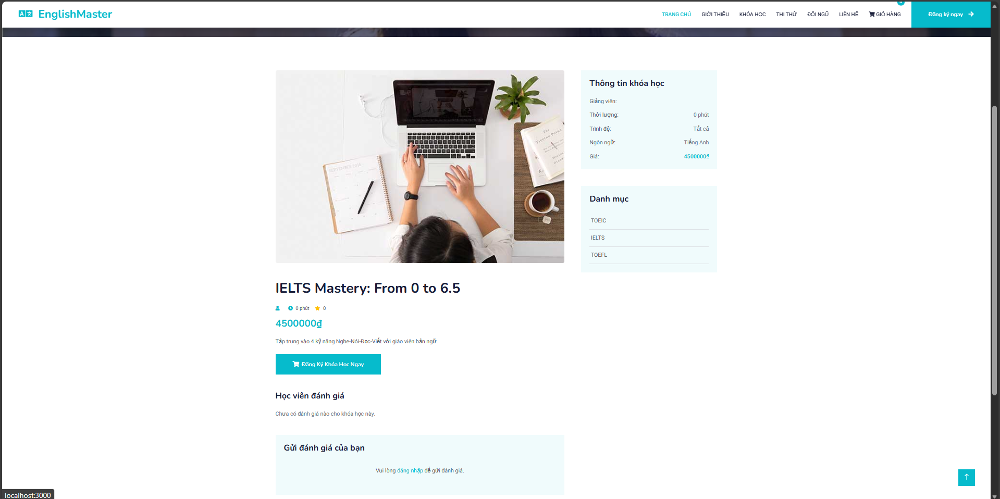 EnglishMaster
TRANG CHỦ GIỚI THIỆU KHÓA HỌC THI THỬ ĐỘI NGŨ LIÊN HỆ GIỎ HÀNG Đăng ký ngay
SEPTEMBER
The
TIPPING POINT
Thông tin khóa học
Giảng viên:
Thời lượng: 0 phút
Trình độ: Tất cả
Ngôn ngữ: Tiếng Anh
Giá: 4500000₫
Danh mục
TOEIC
IELTS
TOEFL
IELTS Mastery: From 0 to 6.5
0 phút 0
4500000₫
Tập trung vào 4 kỹ năng Nghe-Nói-Đọc-Viết với giáo viên bản ngữ.
Đăng Ký Khóa Học Ngay
Học viên đánh giá
Chưa có đánh giá nào cho khóa học này.
Gửi đánh giá của bạn
Vui lòng đăng nhập để gửi đánh giá.
localhost:3000